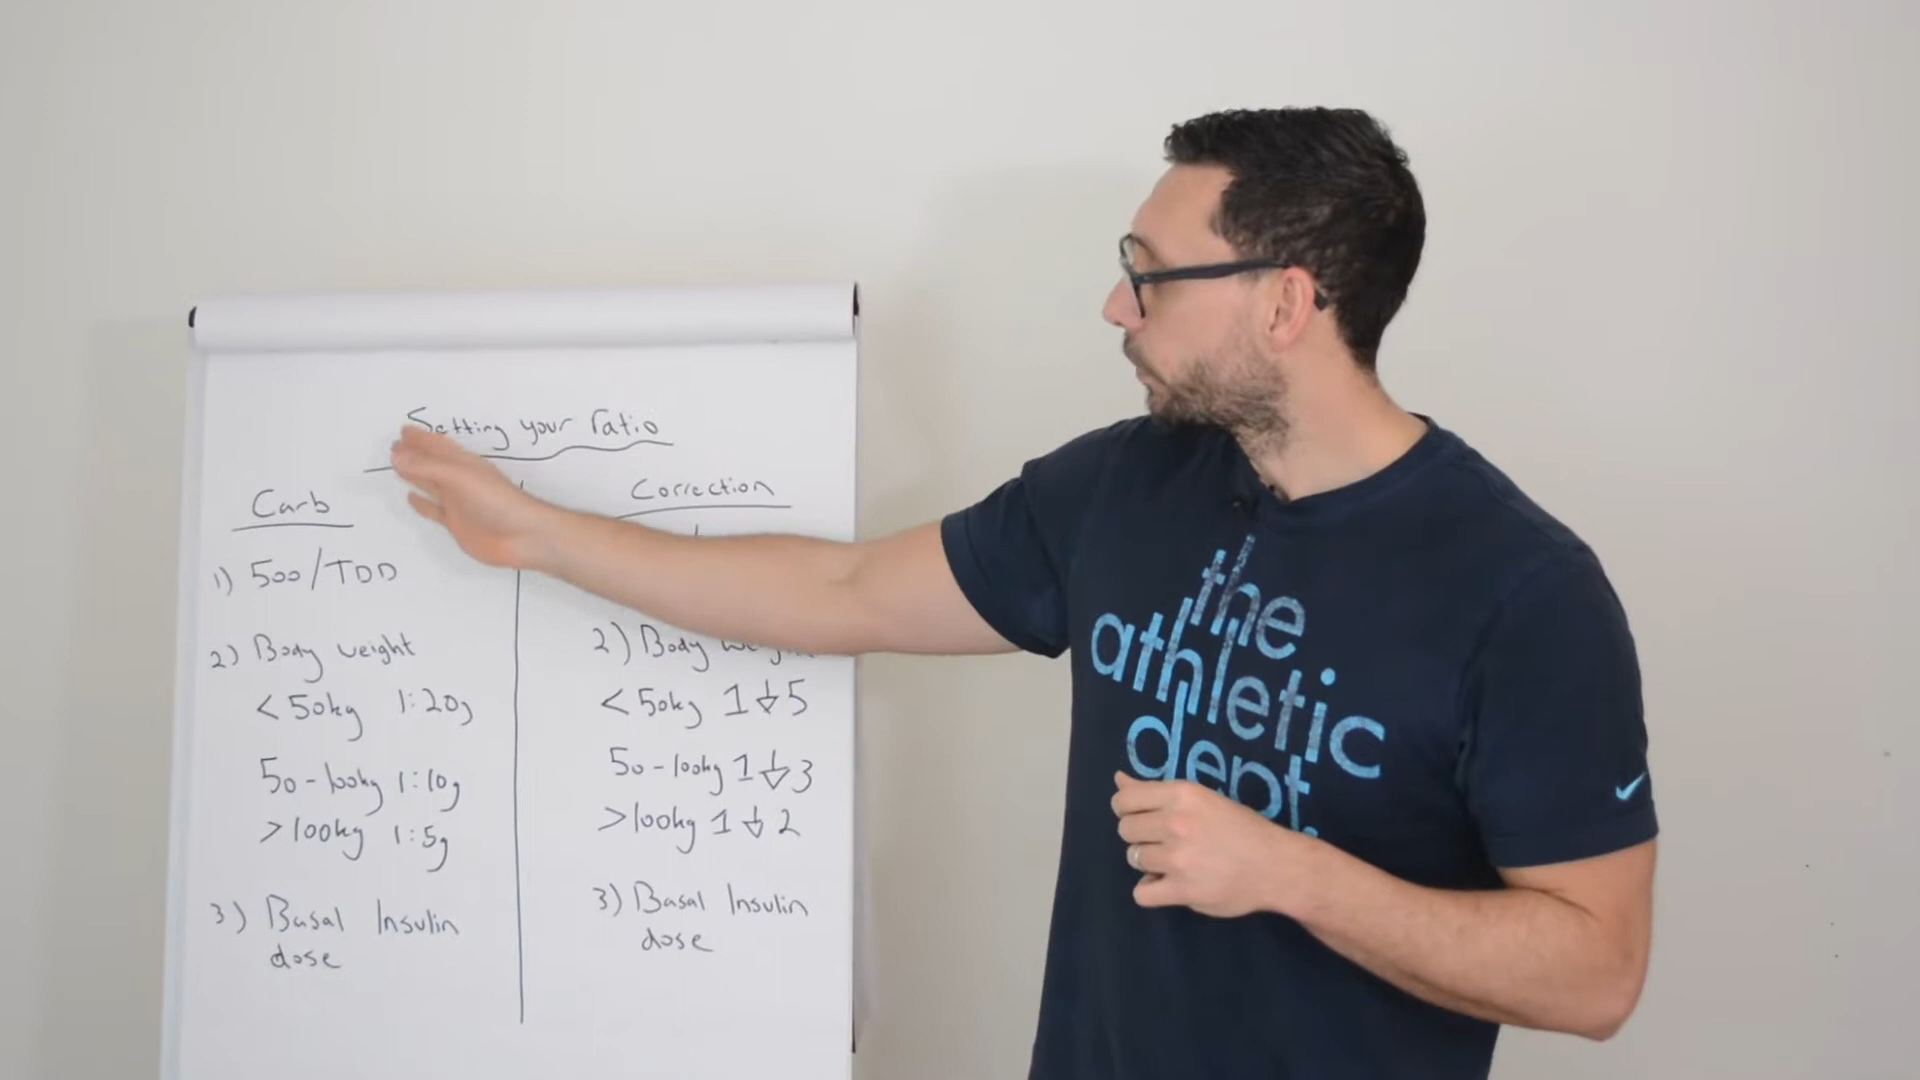 Setting your ratio
Carb
1) 500/TDD
2) Body weight
<50kg 1:20g
50-100kg 1:10g
>100kg 1:5g
3) Basal Insulin
dose
Correction
2) Body
<50kg 1↓5
50-100kg 1↓3
>100kg 1↓2
3) Basal Insulin
dose
the
athletic
dept.